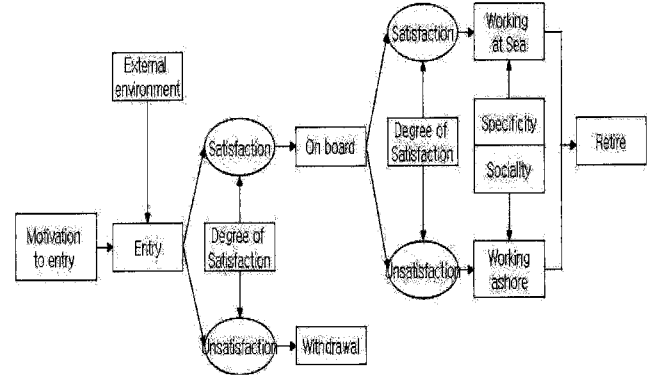 External
environment
Motivation
to entry
Entry
Satisfaction
Degree of
Satisfaction
Unsatisfaction
On board
Withdrawal
Satisfaction
Degree of
Satisfaction
Unsatisfaction
Working
at Sea
Specificity
Sociality
Working
ashore
Retire